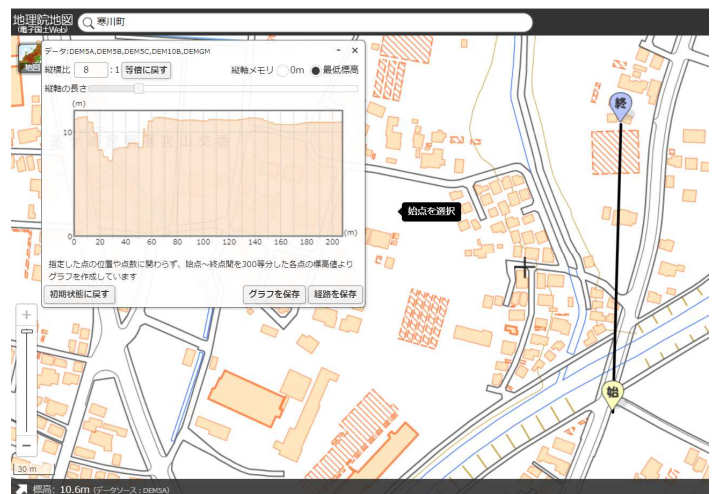 地理院地図
(電子国土Web)
寒川町
地図
データ:DEM5A,DEM5B,DEM5C,DEM10B,DEMGM
- ×
縦横比 8 : 1 等倍に戻す 縦軸メモリ 0m 最低標高
縦軸の長さ
(m)
10
0 20 40 60 80 100 120 140 160 180 200
(m)
指定した点の位置や点数に関わらず、始点~終点間を300等分した各点の標高値より
グラフを作成しています
初期状態に戻す グラフを保存 経路を保存
終
始点を選択
始
+
-
30 m
標高: 10.6m (データソース:DEM5A)